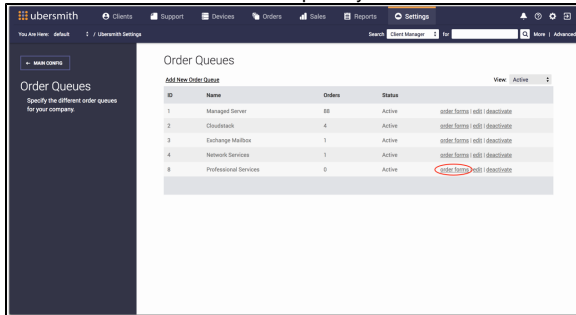 ubersmith Clients Support Devices Orders Sales Reports Settings
You Are Here: default / Ubersmith Settings Search Client Manager for More | Advanced
← MAIN CONFIG
Order Queues
Specify the different order queues
for your company.
Order Queues
Add New Order Queue View: Active
ID Name Orders Status
1 Managed Server 88 Active order forms | edit | deactivate
2 Cloudstack 4 Active order forms | edit | deactivate
3 Exchange Mailbox 1 Active order forms | edit | deactivate
4 Network Services 1 Active order forms | edit | deactivate
8 Professional Services 0 Active order forms | edit | deactivate